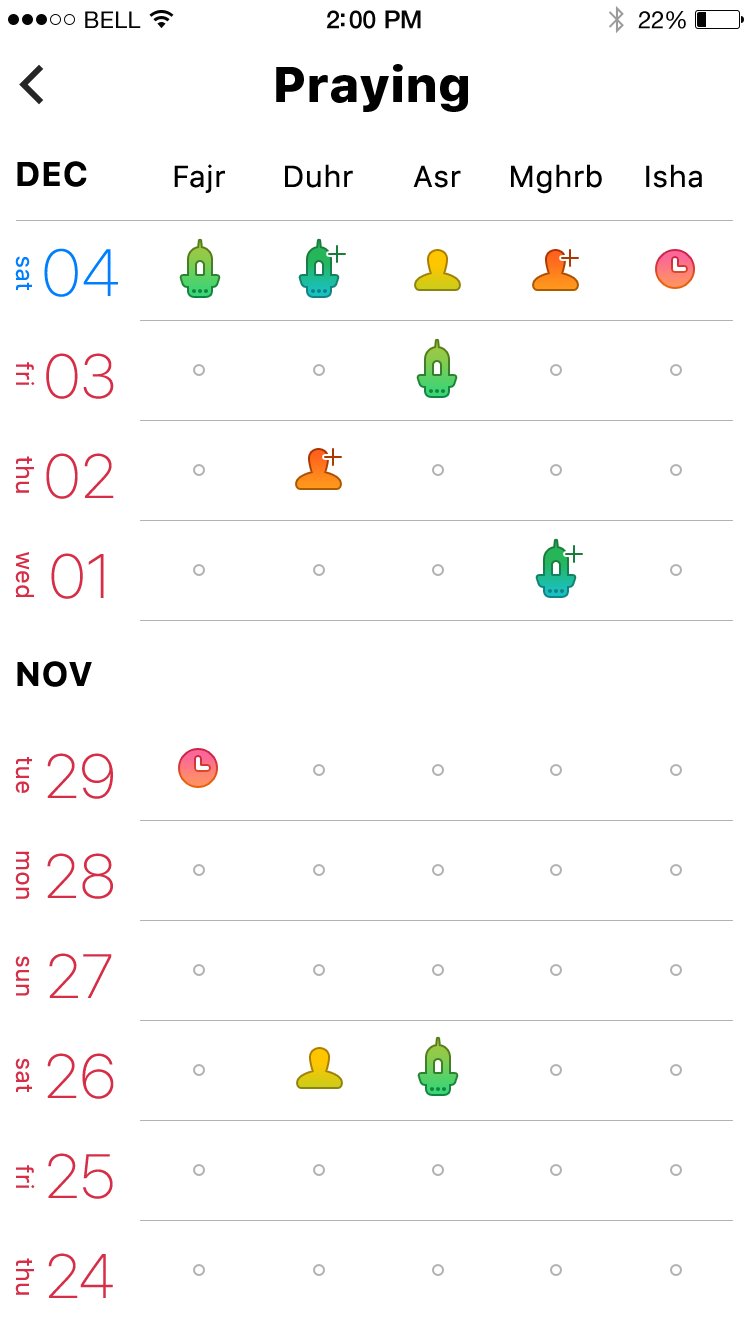 BELL 2:00 PM 22%
Praying
DEC Fajr Duhr Asr Mghrb Isha
sat 04
fri 03
thu 02
wed 01
NOV
tue 29
mon 28
sun 27
sat 26
fri 25
thu 24